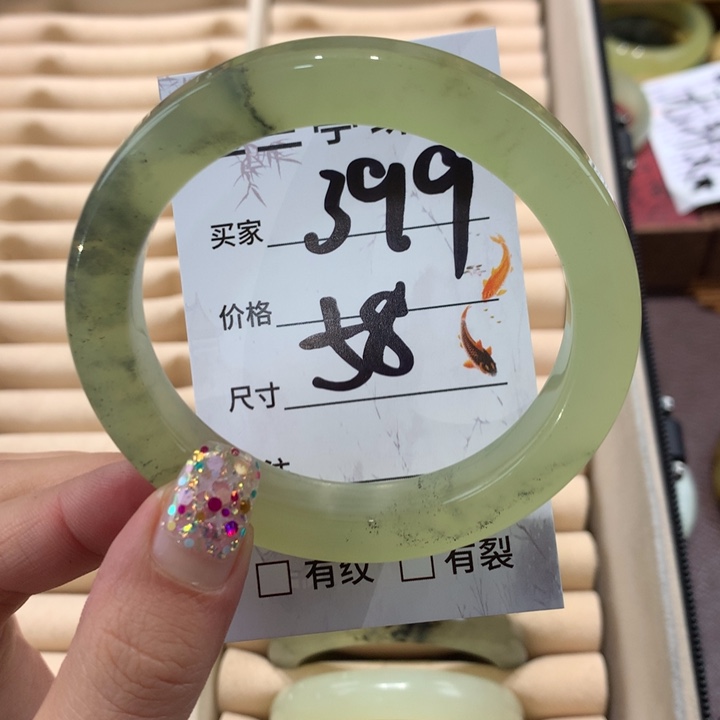 买家 399
价格 58
尺寸
□ 有纹 □ 有裂